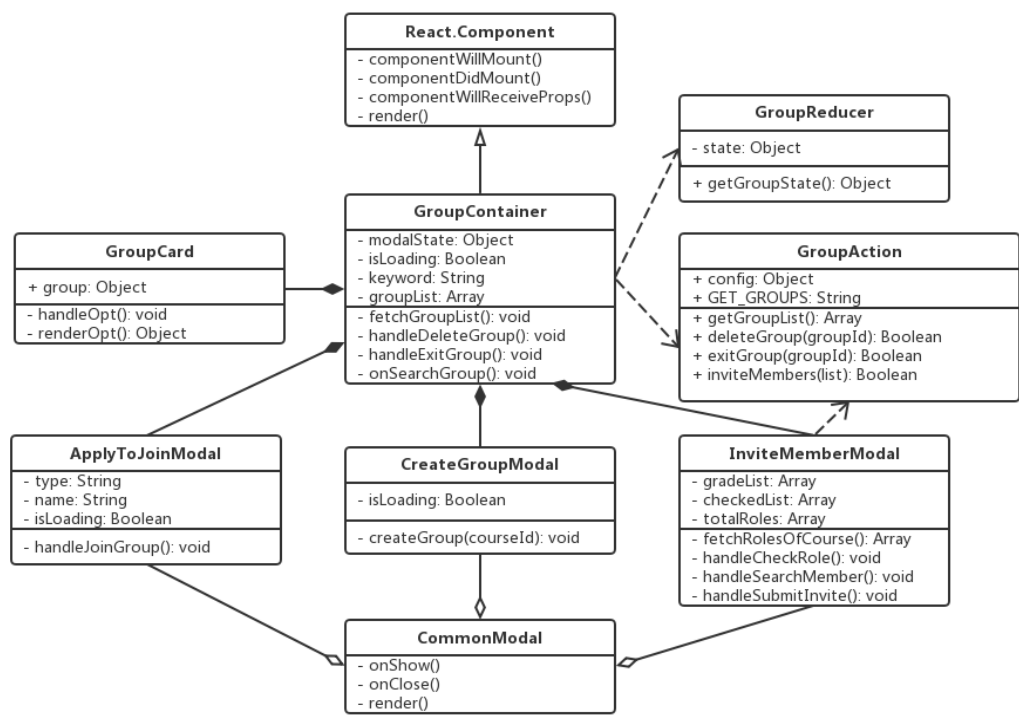 React.Component
- componentWillMount()
- componentDidMount()
- componentWillReceiveProps()
- render()
GroupReducer
- state: Object
+ getGroupState(): Object
GroupContainer
- modalState: Object
- isLoading: Boolean
- keyword: String
- groupList: Array
- fetchGroupList(): void
- handleDeleteGroup(): void
- handleExitGroup(): void
- onSearchGroup(): void
GroupCard
+ group: Object
- handleOpt(): void
- renderOpt(): Object
GroupAction
+ config: Object
+ GET_GROUPS: String
+ getGroupList(): Array
+ deleteGroup(groupId): Boolean
+ exitGroup(groupId): Boolean
+ inviteMembers(list): Boolean
ApplyToJoinModal
- type: String
- name: String
- isLoading: Boolean
- handleJoinGroup(): void
CreateGroupModal
- isLoading: Boolean
- createGroup(courseId): void
InviteMemberModal
- gradeList: Array
- checkedList: Array
- totalRoles: Array
- fetchRolesOfCourse(): Array
- handleCheckRole(): void
- handleSearchMember(): void
- handleSubmitInvite(): void
CommonModal
- onShow()
- onClose()
- render()